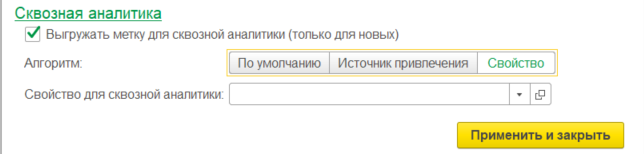 Сквозная аналитика
Выгружать метку для сквозной аналитики (только для новых)
Алгоритм: По умолчанию Источник привлечения Свойство
Свойство для сквозной аналитики:
Применить и закрыть